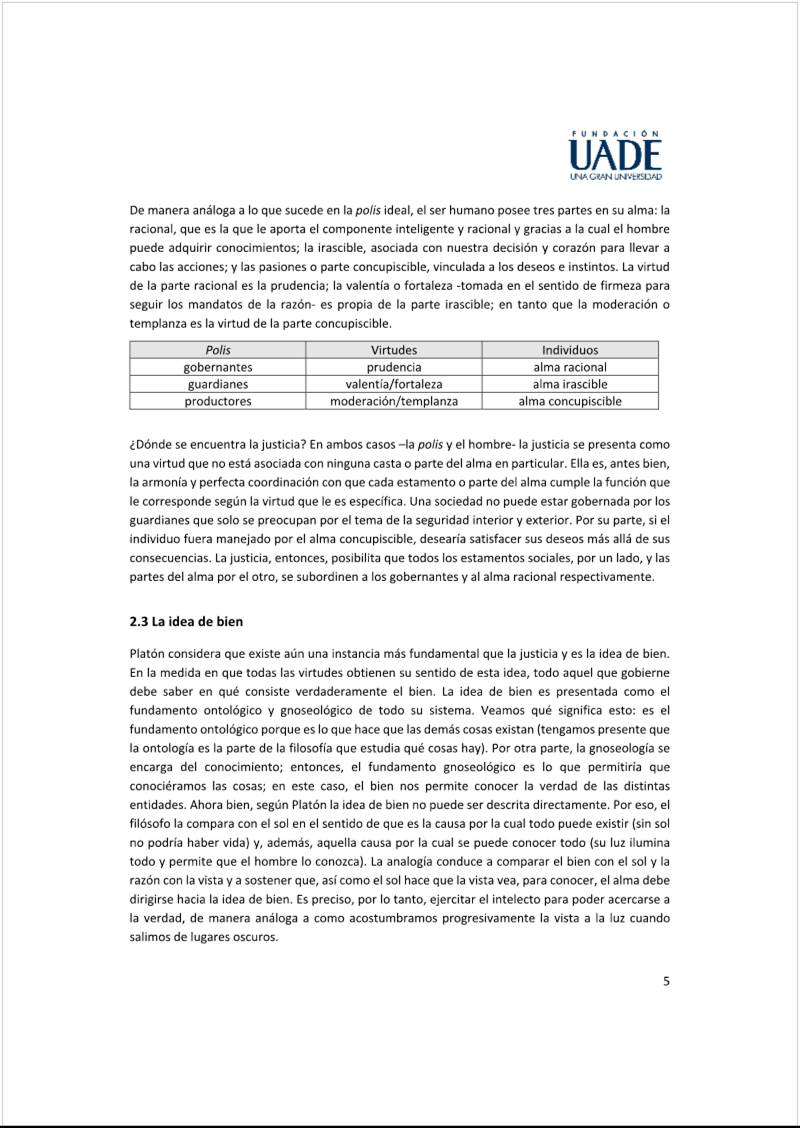 FUNDACIÓN
UADE
UNA GRAN UNIVERSIDAD
De manera análoga a lo que sucede en la polis ideal, el ser humano posee tres partes en su alma: la
racional, que es la que le aporta el componente inteligente y racional y gracias a la cual el hombre
puede adquirir conocimientos; la irascible, asociada con nuestra decisión y corazón para llevar a
cabo las acciones; y las pasiones o parte concupiscible, vinculada a los deseos e instintos. La virtud
de la parte racional es la prudencia; la valentía o fortaleza -tomada en el sentido de firmeza para
seguir los mandatos de la razón- es propia de la parte irascible; en tanto que la moderación o
templanza es la virtud de la parte concupiscible.
Polis Virtudes Individuos
gobernantes prudencia alma racional
guardianes valentía/fortaleza alma irascible
productores moderación/templanza alma concupiscible
¿Dónde se encuentra la justicia? En ambos casos –la polis y el hombre- la justicia se presenta como
una virtud que no está asociada con ninguna casta o parte del alma en particular. Ella es, antes bien,
la armonía y perfecta coordinación con que cada estamento o parte del alma cumple la función que
le corresponde según la virtud que le es específica. Una sociedad no puede estar gobernada por los
guardianes que solo se preocupan por el tema de la seguridad interior y exterior. Por su parte, si el
individuo fuera manejado por el alma concupiscible, desearía satisfacer sus deseos más allá de sus
consecuencias. La justicia, entonces, posibilita que todos los estamentos sociales, por un lado, y las
partes del alma por el otro, se subordinen a los gobernantes y al alma racional respectivamente.
2.3 La idea de bien
Platón considera que existe aún una instancia más fundamental que la justicia y es la idea de bien.
En la medida en que todas las virtudes obtienen su sentido de esta idea, todo aquel que gobierne
debe saber en qué consiste verdaderamente el bien. La idea de bien es presentada como el
fundamento ontológico y gnoseológico de todo su sistema. Veamos qué significa esto: es el
fundamento ontológico porque es lo que hace que las demás cosas existan (tengamos presente que
la ontología es la parte de la filosofía que estudia qué cosas hay). Por otra parte, la gnoseología se
encarga del conocimiento; entonces, el fundamento gnoseológico es lo que permitiría que
conociéramos las cosas; en este caso, el bien nos permite conocer la verdad de las distintas
entidades. Ahora bien, según Platón la idea de bien no puede ser descrita directamente. Por eso, el
filósofo la compara con el sol en el sentido de que es la causa por la cual todo puede existir (sin sol
no podría haber vida) y, además, aquella causa por la cual se puede conocer todo (su luz ilumina
todo y permite que el hombre lo conozca). La analogía conduce a comparar el bien con el sol y la
razón con la vista y a sostener que, así como el sol hace que la vista vea, para conocer, el alma debe
dirigirse hacia la idea de bien. Es preciso, por lo tanto, ejercitar el intelecto para poder acercarse a
la verdad, de manera análoga a como acostumbramos progresivamente la vista a la luz cuando
salimos de lugares oscuros.
5